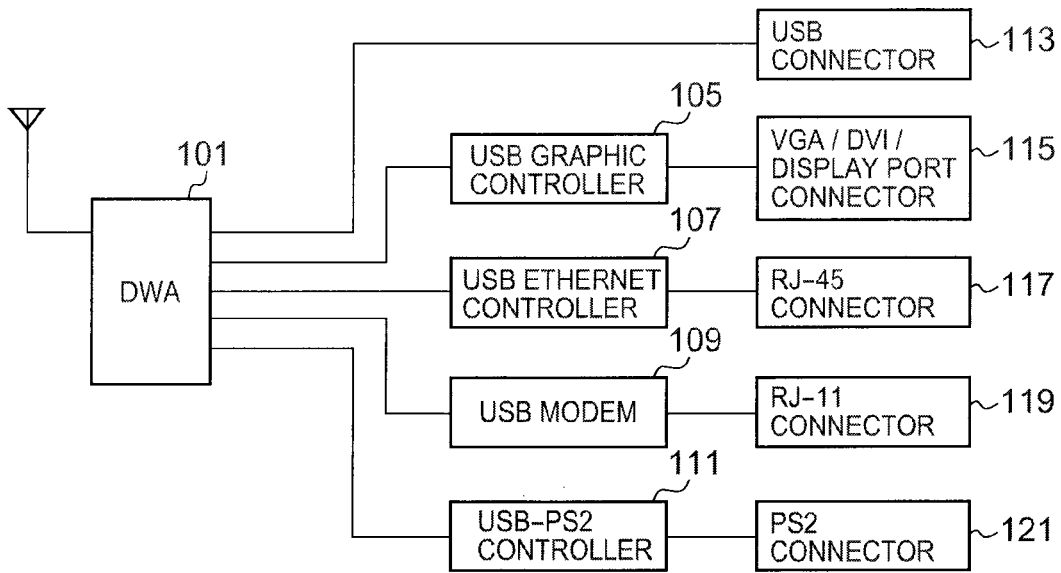 USB
CONNECTOR
113
105
USB GRAPHIC
CONTROLLER
VGA / DVI /
DISPLAY PORT
CONNECTOR
115
101
DWA
107
USB ETHERNET
CONTROLLER
RJ-45
CONNECTOR
117
109
USB MODEM
RJ-11
CONNECTOR
119
111
USB-PS2
CONTROLLER
PS2
CONNECTOR
121